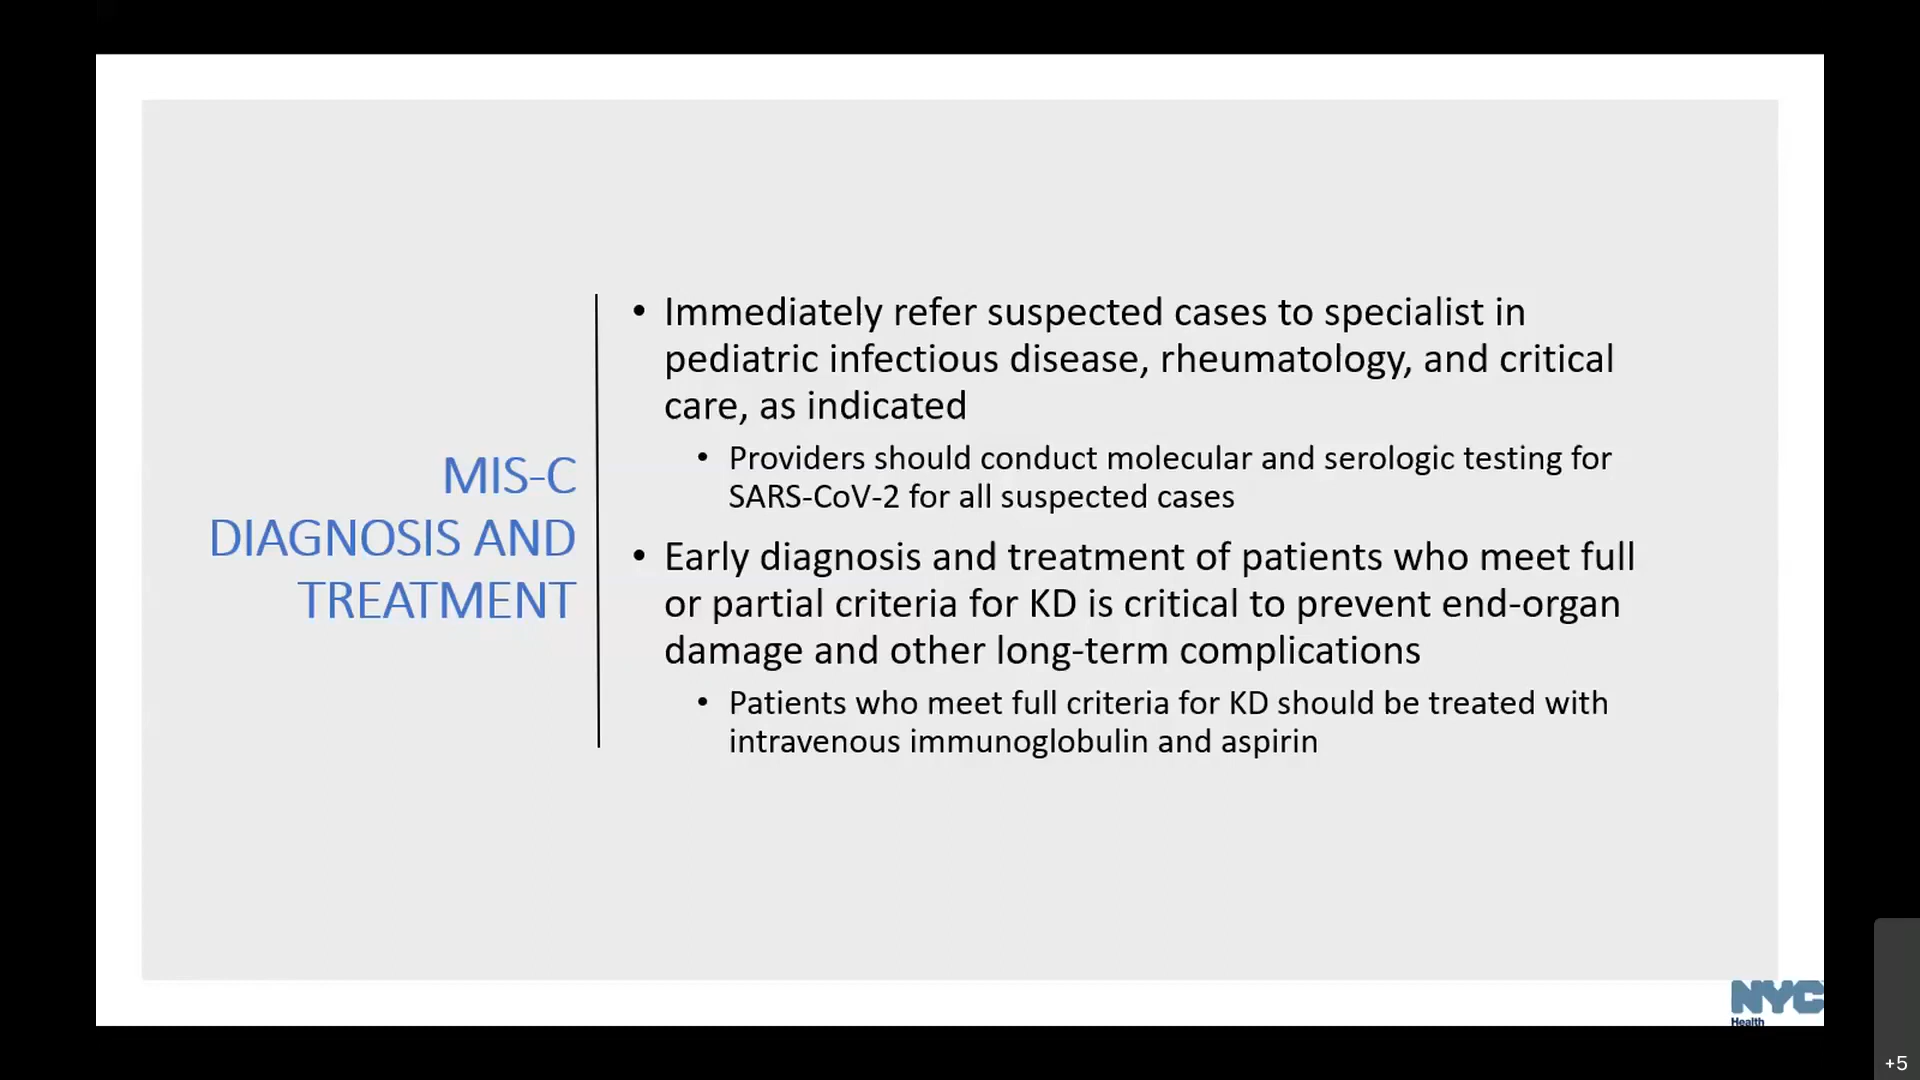 MIS-C
DIAGNOSIS AND
TREATMENT
• Immediately refer suspected cases to specialist in
pediatric infectious disease, rheumatology, and critical
care, as indicated
• Providers should conduct molecular and serologic testing for
SARS-CoV-2 for all suspected cases
• Early diagnosis and treatment of patients who meet full
or partial criteria for KD is critical to prevent end-organ
damage and other long-term complications
• Patients who meet full criteria for KD should be treated with
intravenous immunoglobulin and aspirin
NYC
Health
+5